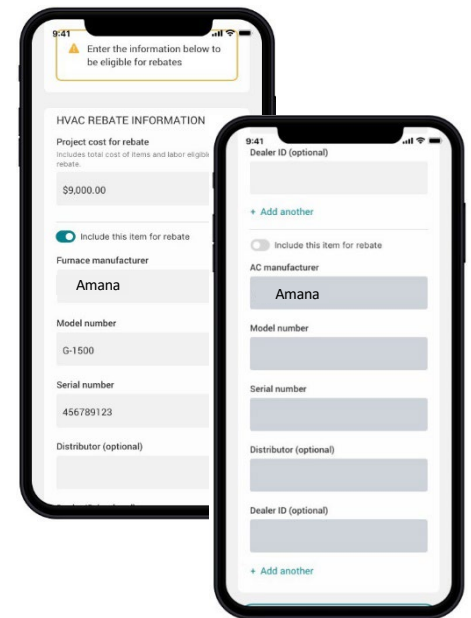 9:41
Enter the information below to
be eligible for rebates
HVAC REBATE INFORMATION
Project cost for rebate
Includes total cost of items and labor eligible
rebate.
$9,000.00
Include this item for rebate
Furnace manufacturer
Amana
Model number
G-1500
Serial number
456789123
Distributor (optional)
9:41
Dealer ID (optional)
+ Add another
Include this item for rebate
AC manufacturer
Amana
Model number
Serial number
Distributor (optional)
Dealer ID (optional)
+ Add another